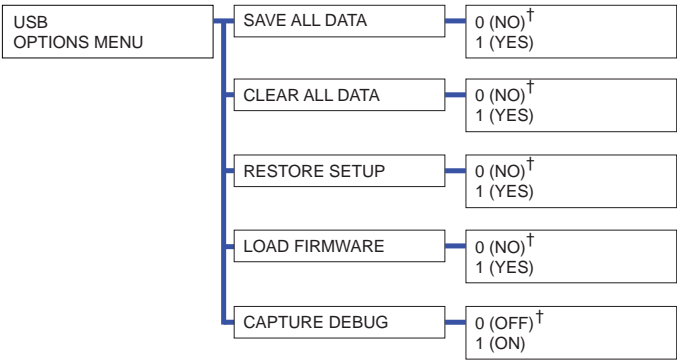 USB
OPTIONS MENU
SAVE ALL DATA
0 (NO)†
1 (YES)
CLEAR ALL DATA
0 (NO)†
1 (YES)
RESTORE SETUP
0 (NO)†
1 (YES)
LOAD FIRMWARE
0 (NO)†
1 (YES)
CAPTURE DEBUG
0 (OFF)†
1 (ON)